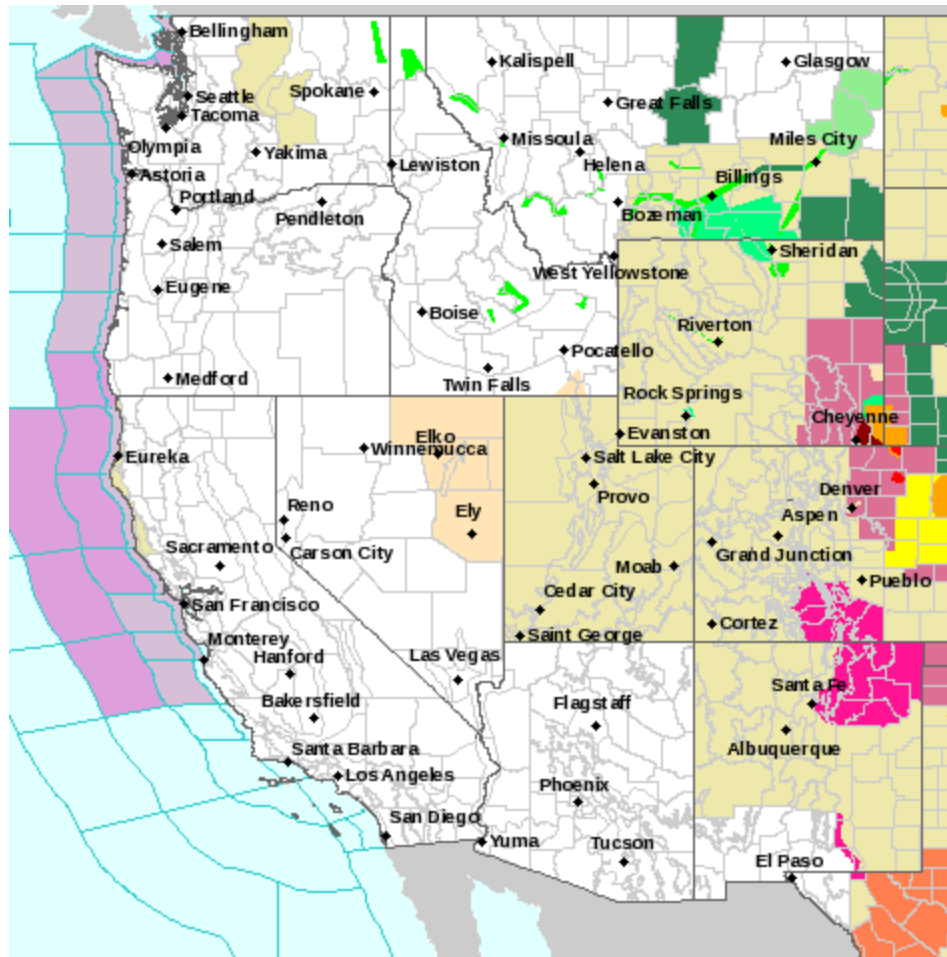 Bellingham
Kalispell
Glasgow
Spokane
Seattle
Great Falls
Tacoma
Missoula
Miles City
Olympia
Yakima
Helena
Lewiston
Astoria
Billings
Portland
Pendleton
Bozeman
Salem
Sheridan
West Yellowstone
Eugene
Boise
Riverton
Pocatello
Medford
Twin Falls
Rock Springs
Cheyenne
Elko
Evanston
Winnemucca
Eureka
Salt Lake City
Denver
Provo
Reno
Ely
Aspen
Sacramento
Carson City
Grand Junction
Moab
Pueblo
Cedar City
San Francisco
Cortez
Saint George
Monterey
Hanford
Las Vegas
Santa Fe
Bakersfield
Flagstaff
Albuquerque
Santa Barbara
Los Angeles
Phoenix
San Diego
Yuma
Tucson
El Paso